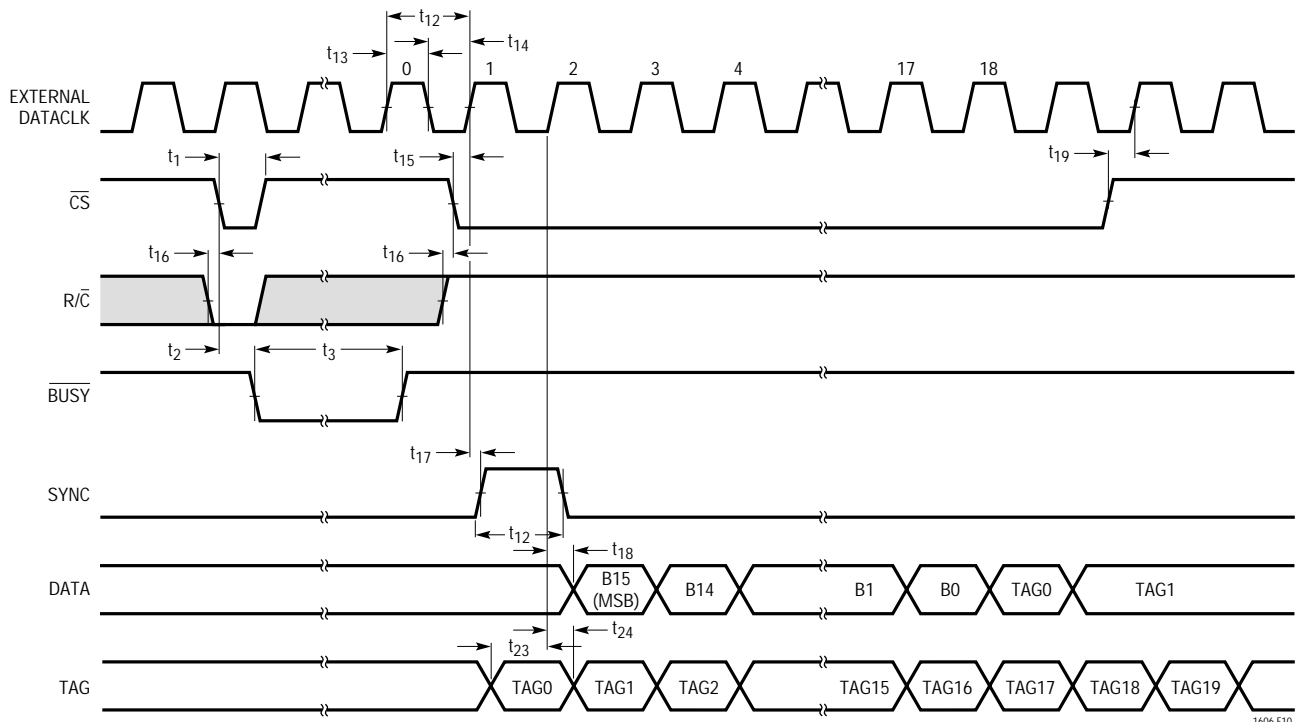 t12
t13
t14
0 1 2 3 4 17 18
EXTERNAL
DATACLK
t1 t15 t19
CS
t16 t16
R/C
t2 t3
BUSY
t17
SYNC
t12
t18
DATA B15
(MSB) B14 B1 B0 TAG0 TAG1
t24
t23
TAG TAG0 TAG1 TAG2 TAG15 TAG16 TAG17 TAG18 TAG19
1606 F10